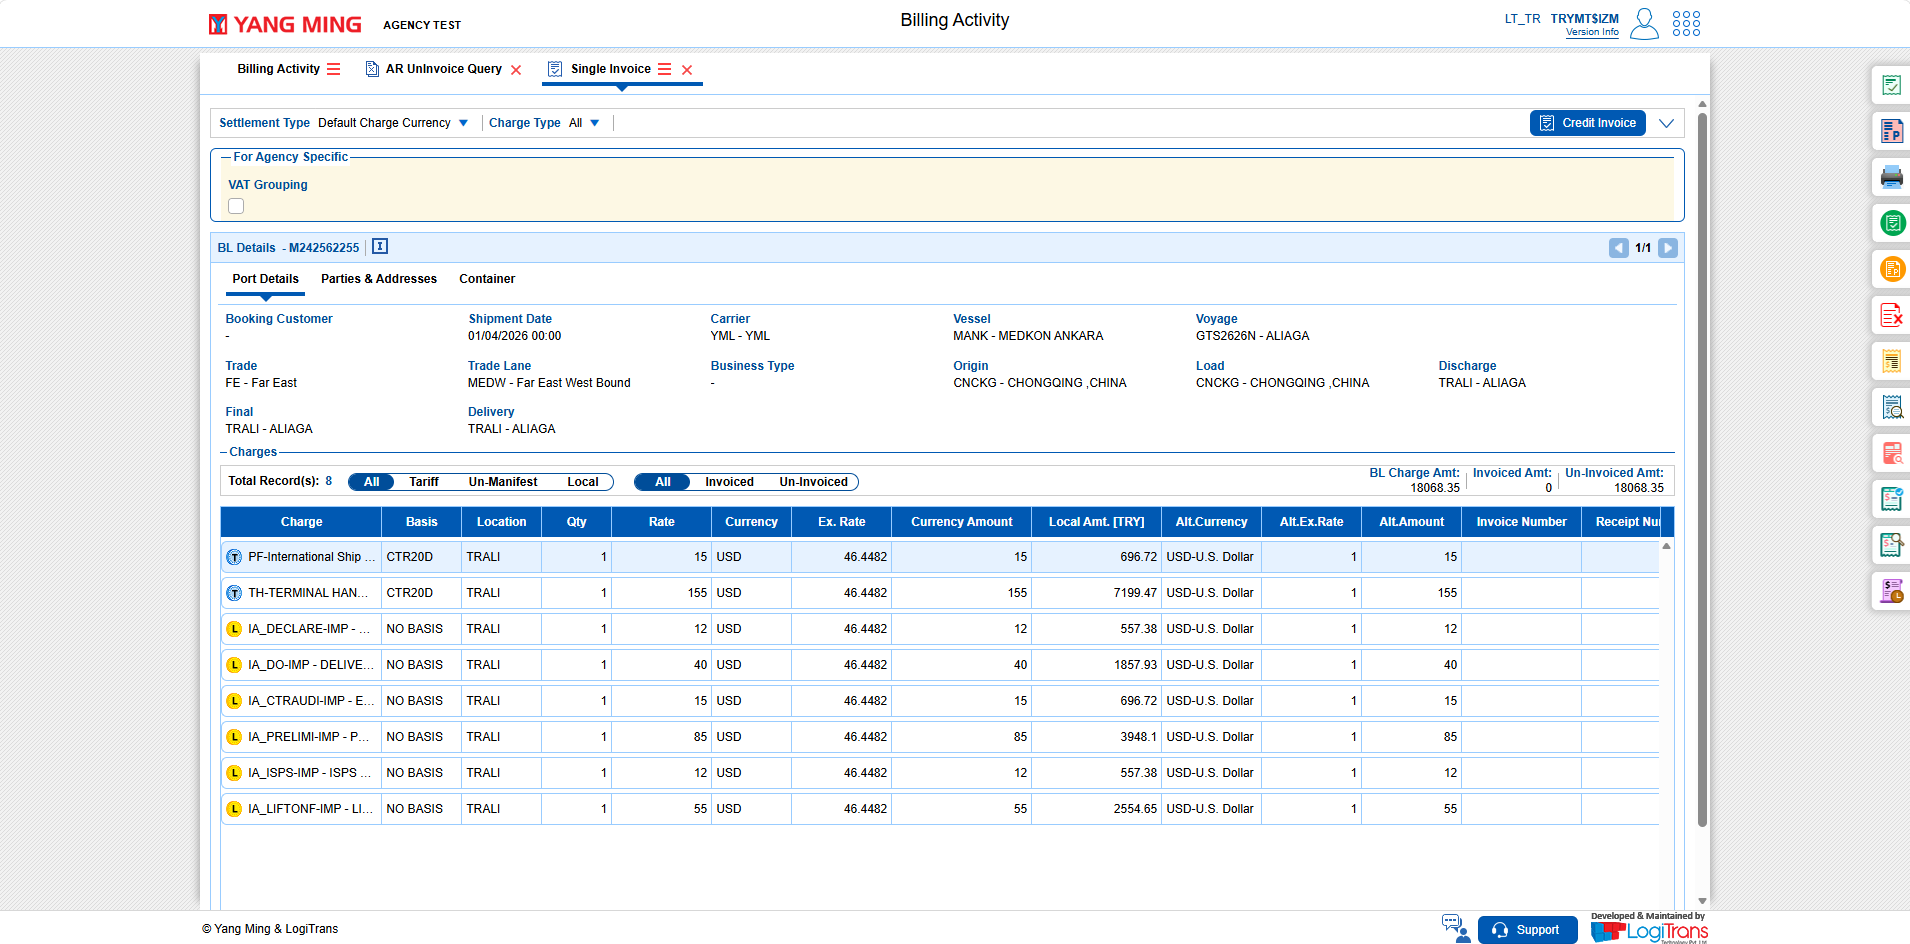 YANG MING AGENCY TEST Billing Activity LT_TR TRYMT$IZM
Version Info
Billing Activity AR UnInvoice Query Single Invoice
Settlement Type Default Charge Currency Charge Type All Credit Invoice
For Agency Specific
VAT Grouping
BL Details - M242562255 1/1
Port Details Parties & Addresses Container
Booking Customer Shipment Date Carrier Vessel Voyage
- 01/04/2026 00:00 YML - YML MANK - MEDKON ANKARA GTS2626N - ALIAGA
Trade Trade Lane Business Type Origin Load Discharge
FE - Far East MEDW - Far East West Bound - CNCKG - CHONGQING ,CHINA CNCKG - CHONGQING ,CHINA TRALI - ALIAGA
Final Delivery
TRALI - ALIAGA TRALI - ALIAGA
Charges
Total Record(s): 8 All Tariff Un-Manifest Local All Invoiced Un-Invoiced BL Charge Amt: Invoiced Amt: Un-Invoiced Amt:
18068.35 0 18068.35
Charge Basis Location Qty Rate Currency Ex. Rate Currency Amount Local Amt. [TRY] Alt.Currency Alt.Ex.Rate Alt.Amount Invoice Number Receipt Nu
T PF-International Ship ... CTR20D TRALI 1 15 USD 46.4482 15 696.72 USD-U.S. Dollar 1 15
T TH-TERMINAL HAN... CTR20D TRALI 1 155 USD 46.4482 155 7199.47 USD-U.S. Dollar 1 155
L IA_DECLARE-IMP - ... NO BASIS TRALI 1 12 USD 46.4482 12 557.38 USD-U.S. Dollar 1 12
L IA_DO-IMP - DELIVE... NO BASIS TRALI 1 40 USD 46.4482 40 1857.93 USD-U.S. Dollar 1 40
L IA_CTRAUDI-IMP - E... NO BASIS TRALI 1 15 USD 46.4482 15 696.72 USD-U.S. Dollar 1 15
L IA_PRELIMI-IMP - P... NO BASIS TRALI 1 85 USD 46.4482 85 3948.1 USD-U.S. Dollar 1 85
L IA_ISPS-IMP - ISPS ... NO BASIS TRALI 1 12 USD 46.4482 12 557.38 USD-U.S. Dollar 1 12
L IA_LIFTONF-IMP - LI... NO BASIS TRALI 1 55 USD 46.4482 55 2554.65 USD-U.S. Dollar 1 55
© Yang Ming & LogiTrans Support Developed & Maintained by
LogiTrans
Technology Pvt. Ltd.